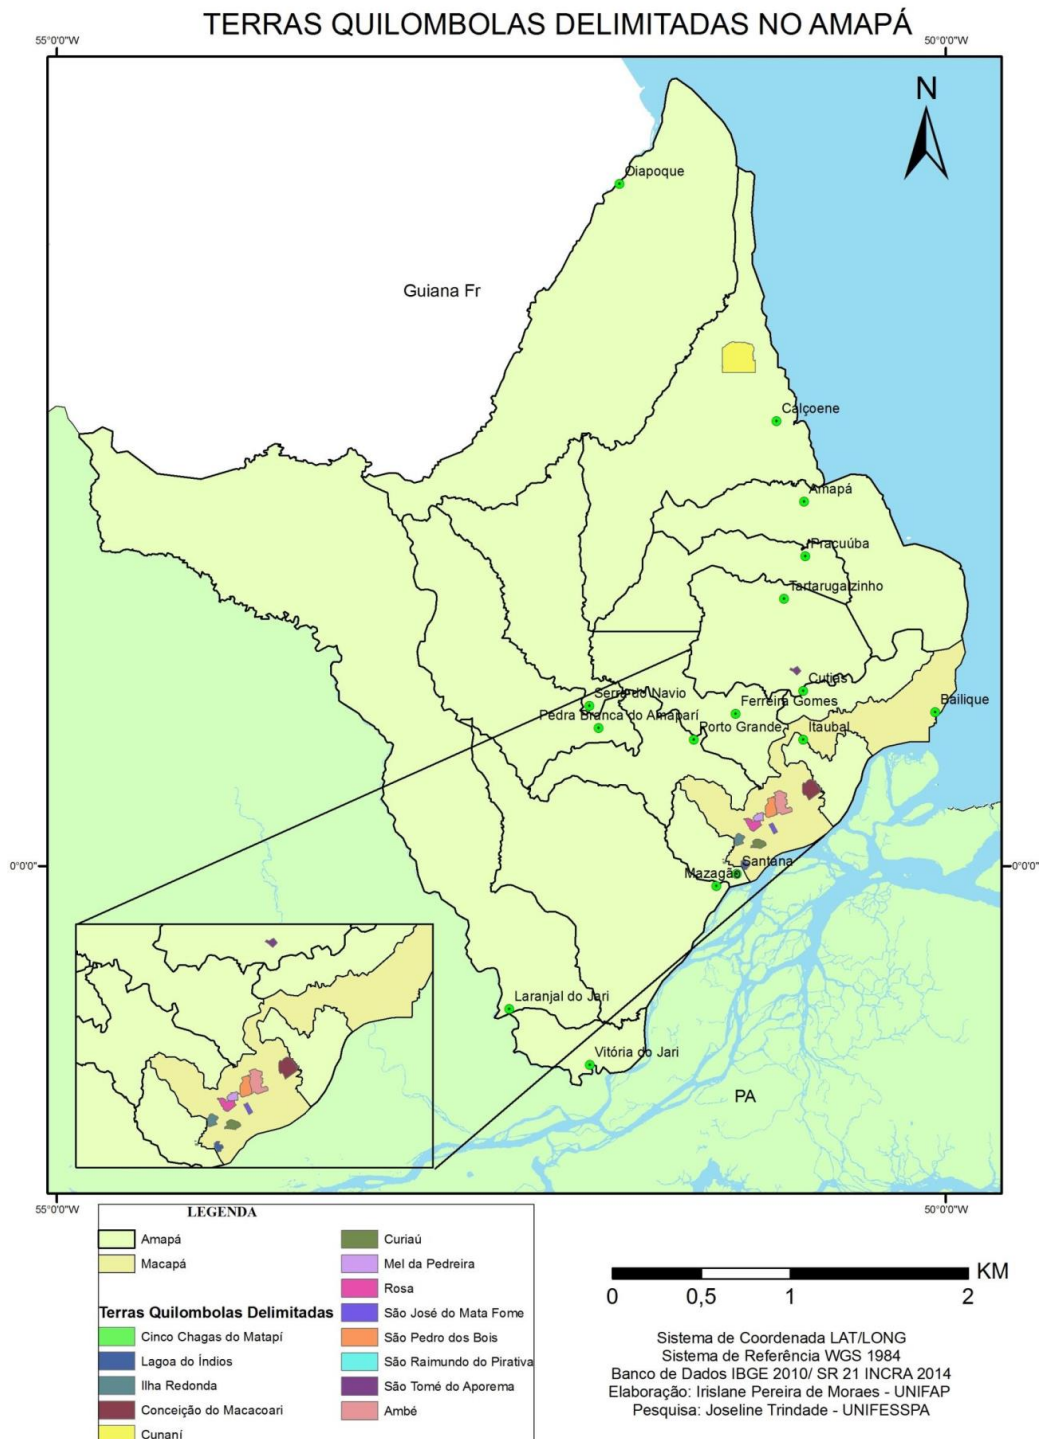 TERRAS QUILOMBOLAS DELIMITADAS NO AMAPÁ
55°0'0"W
50°0'0"W
N
Oiapoque
Guiana Fr
Calçoene
Amapá
Pracuúba
Tartarugalzinho
Cutias
Serra do Navio
Ferreira Gomes
Bailique
Pedra Branca do Amaparí
Porto Grande
Itaubal
0°0'0"
0°0'0"
Santana
Mazagão
Laranjal do Jari
Vitória do Jari
PA
55°0'0"W
50°0'0"W
LEGENDA
Amapá
Macapá
Terras Quilombolas Delimitadas
Cinco Chagas do Matapí
Lagoa do Índios
Ilha Redonda
Conceição do Macacoari
Cunaní
Curiaú
Mel da Pedreira
Rosa
São José do Mata Fome
São Pedro dos Bois
São Raimundo do Pirativa
São Tomé do Aporema
Ambé
KM
0 0,5 1 2
Sistema de Coordenada LAT/LONG
Sistema de Referência WGS 1984
Banco de Dados IBGE 2010/ SR 21 INCRA 2014
Elaboração: Irislane Pereira de Moraes - UNIFAP
Pesquisa: Joseline Trindade - UNIFESSPA